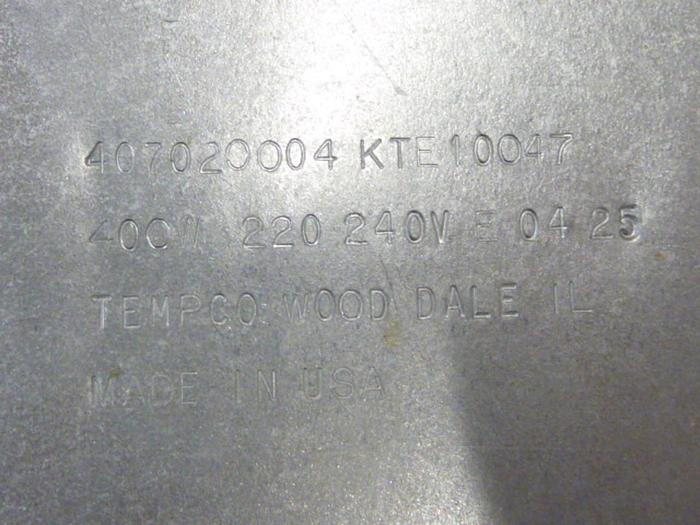 407020004 KTE10047
400W 220 240V E 04 25
TEMPCO WOOD DALE IL
MADE IN USA